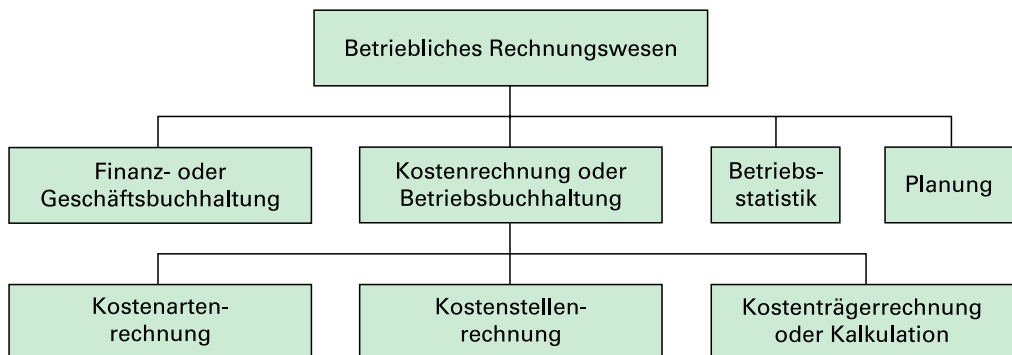 Betriebliches Rechnungswesen
Finanz- oder
Geschäftsbuchhaltung
Kostenrechnung oder
Betriebsbuchhaltung
Betriebs-
statistik
Planung
Kostenarten-
rechnung
Kostenstellen-
rechnung
Kostenträgerrechnung
oder Kalkulation